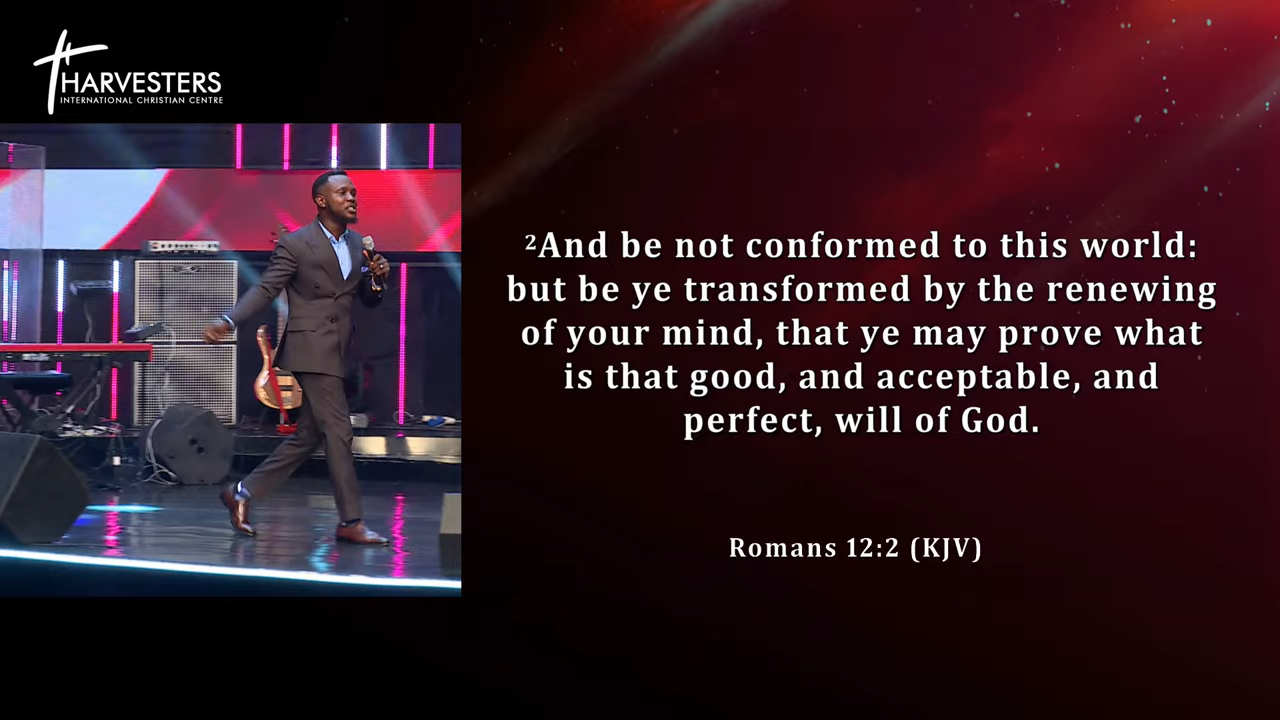 HARVESTERS
INTERNATIONAL CHRISTIAN CENTRE
²And be not conformed to this world:
but be ye transformed by the renewing
of your mind, that ye may prove what
is that good, and acceptable, and
perfect, will of God.
Romans 12:2 (KJV)